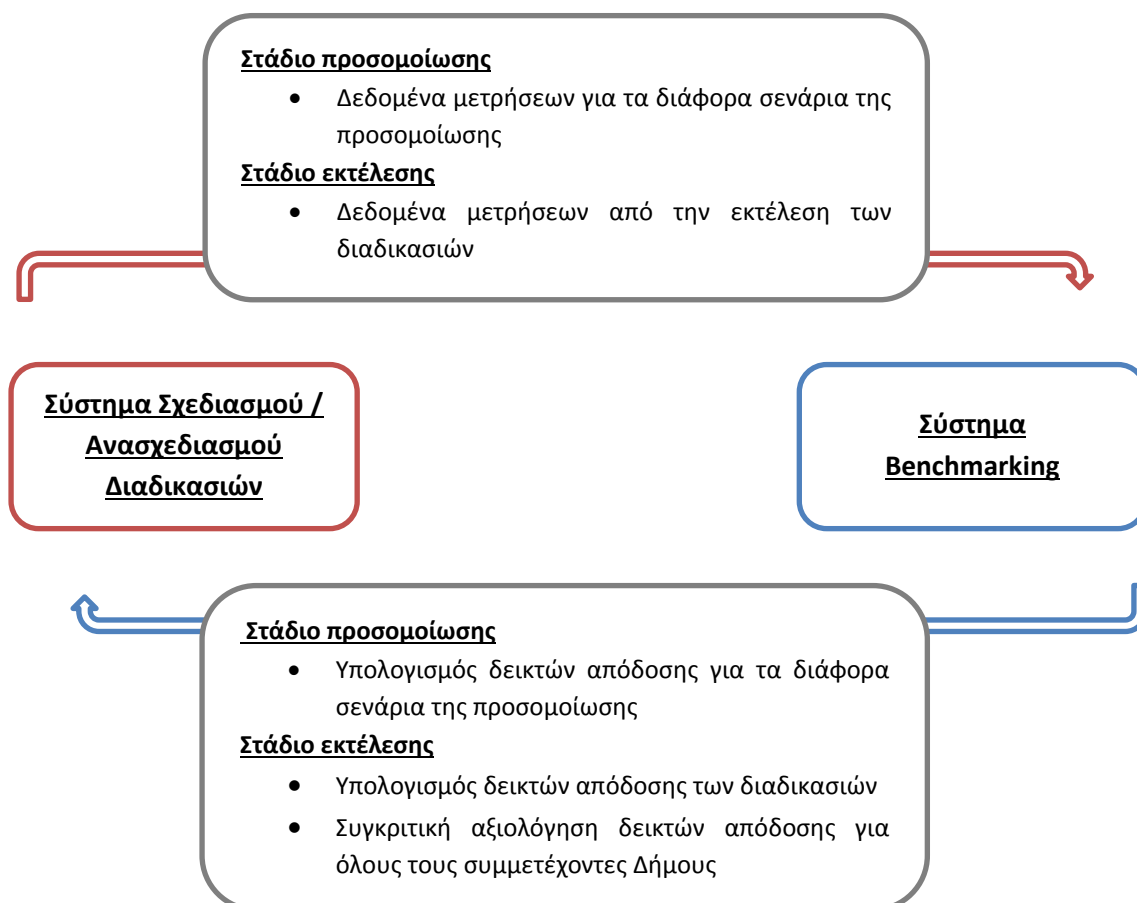 Στάδιο προσομοίωσης
● Δεδομένα μετρήσεων για τα διάφορα σενάρια της
προσομοίωσης
Στάδιο εκτέλεσης
● Δεδομένα μετρήσεων από την εκτέλεση των
διαδικασιών
Σύστημα Σχεδιασμού /
Ανασχεδιασμού
Διαδικασιών
Σύστημα
Benchmarking
Στάδιο προσομοίωσης
● Υπολογισμός δεικτών απόδοσης για τα διάφορα
σενάρια της προσομοίωσης
Στάδιο εκτέλεσης
● Υπολογισμός δεικτών απόδοσης των διαδικασιών
● Συγκριτική αξιολόγηση δεικτών απόδοσης για
όλους τους συμμετέχοντες Δήμους